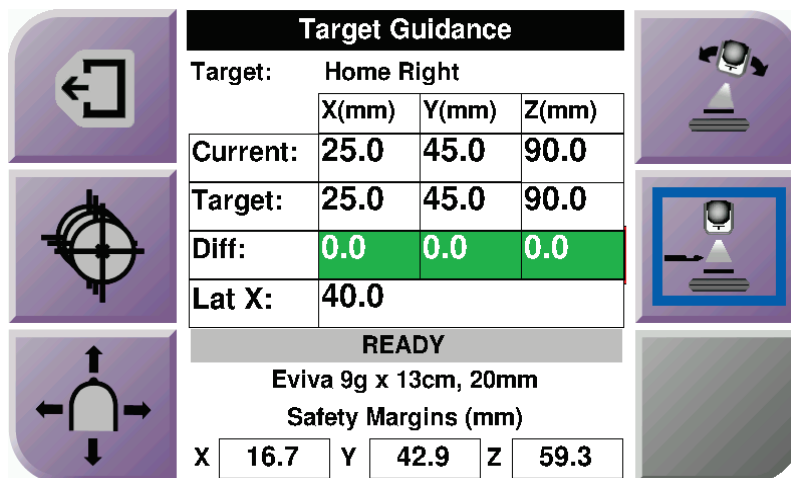 Target Guidance
Target: Home Right
X(mm) Y(mm) Z(mm)
Current: 25.0 45.0 90.0
Target: 25.0 45.0 90.0
Diff: 0.0 0.0 0.0
Lat X: 40.0
READY
Eviva 9g x 13cm, 20mm
Safety Margins (mm)
X 16.7 Y 42.9 Z 59.3